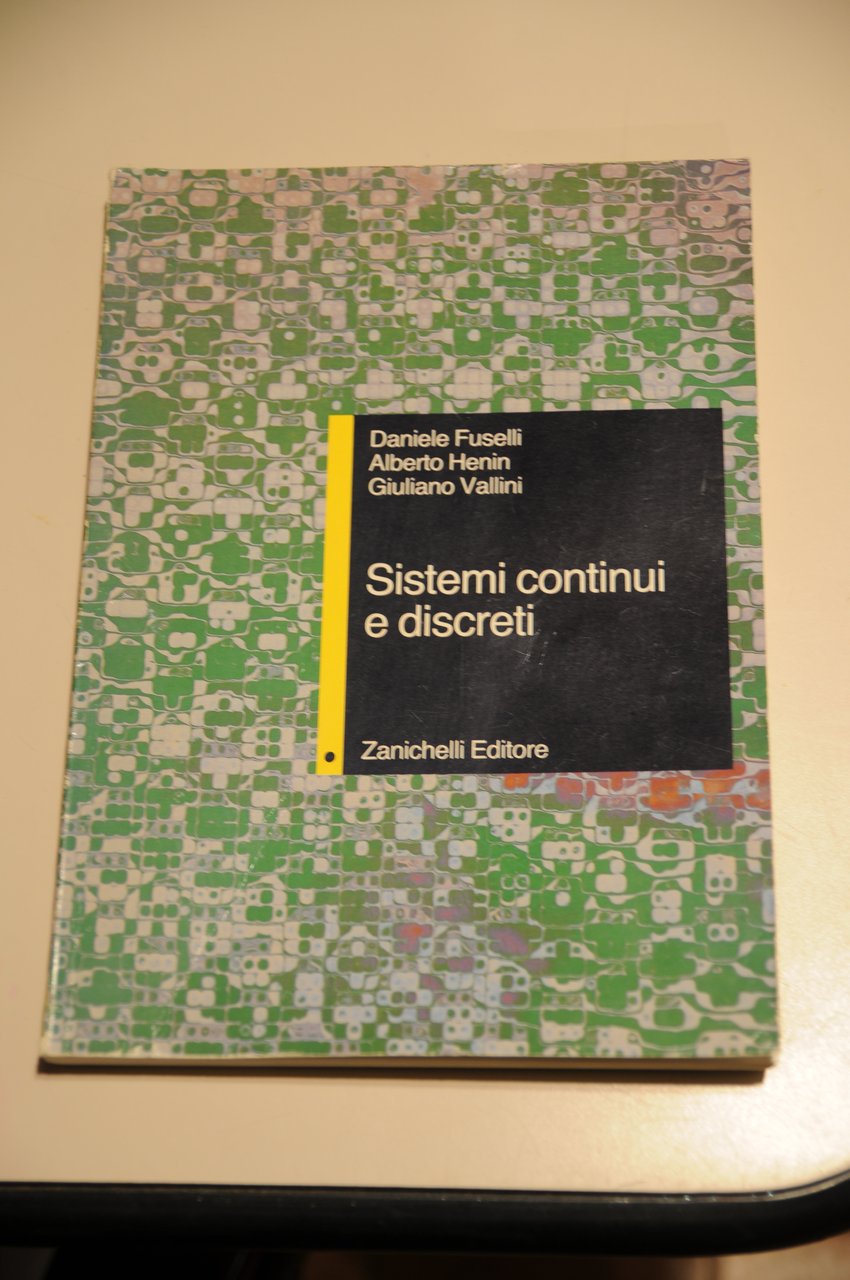 Daniele Fuselli
Alberto Henin
Giuliano Vallini
Sistemi continui
e discreti
Zanichelli Editore